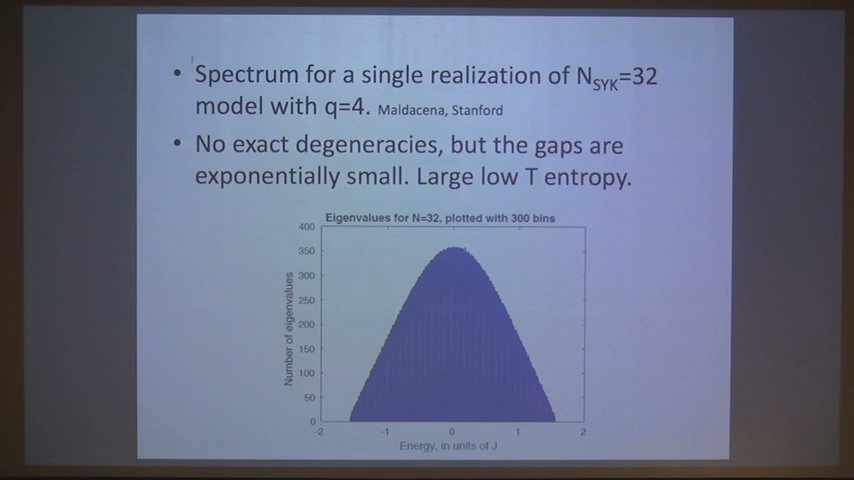 • Spectrum for a single realization of NSYK=32
model with q=4. Maldacena, Stanford
• No exact degeneracies, but the gaps are
exponentially small. Large low T entropy.
Eigenvalues for N=32, plotted with 300 bins
400
350
300
250
200
150
100
50
0
Number of eigenvalues
-2 -1 0 1 2
Energy, in units of J